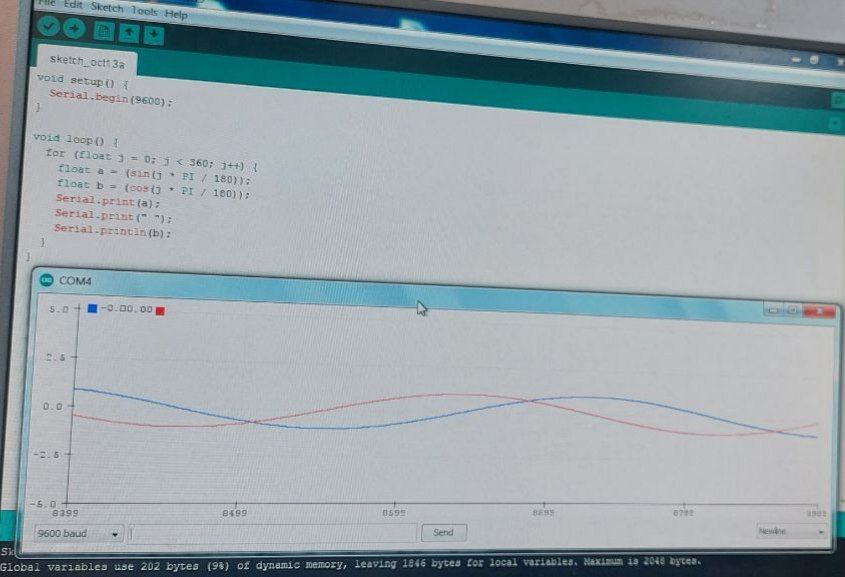 File Edit Sketch Tools Help
sketch_oct13a
void setup() {
Serial.begin(9600);
}
void loop() {
for (float j = 0; j < 360; j++) {
float a = (sin(j * PI / 180));
float b = (cos(j * PI / 180));
Serial.print(a);
Serial.print(" ");
Serial.println(b);
}
}
COM4
5.0
-0.00.00
2.5
0.0
-2.5
-5.0
8399 8499 8599 8699 8799
9600 baud Send Newline
Global variables use 202 bytes (9%) of dynamic memory, leaving 1846 bytes for local variables. Maximum is 2048 bytes.